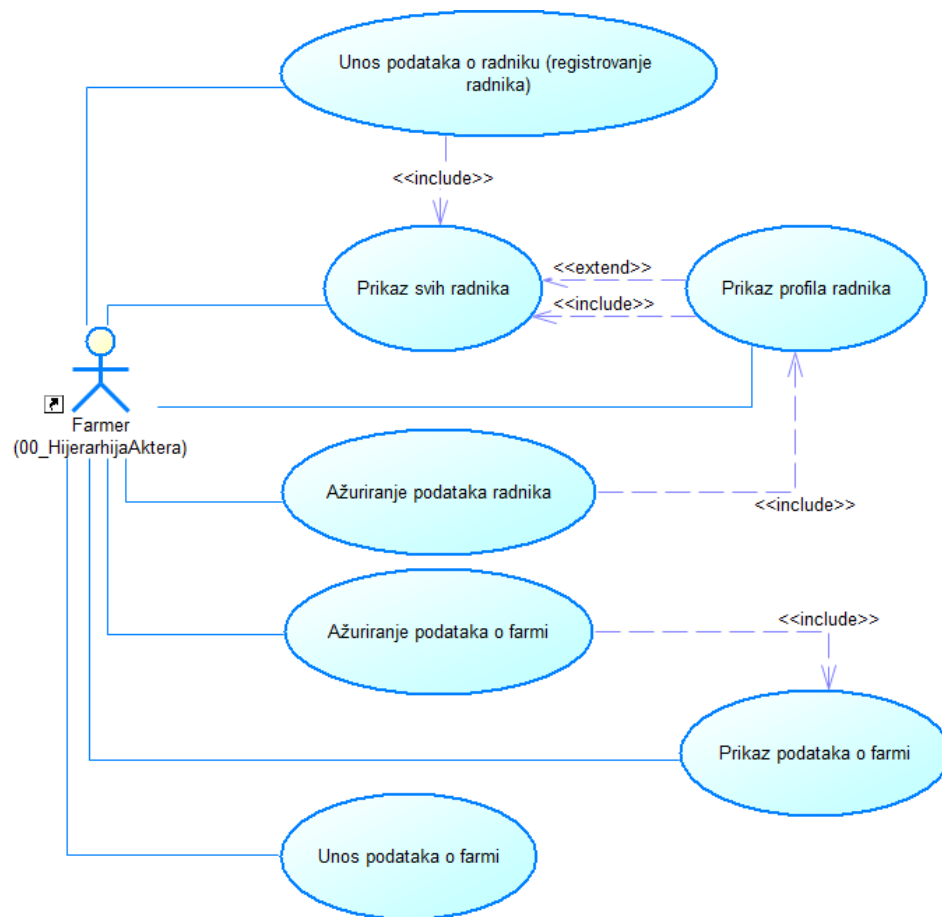 Unos podataka o radniku (registrovanje
radnika)
<<include>>
Prikaz svih radnika
<<extend>>
<<include>>
Prikaz profila radnika
Farmer
(00_HijerarhijaAktera)
Ažuriranje podataka radnika
<<include>>
Ažuriranje podataka o farmi
<<include>>
Prikaz podataka o farmi
Unos podataka o farmi